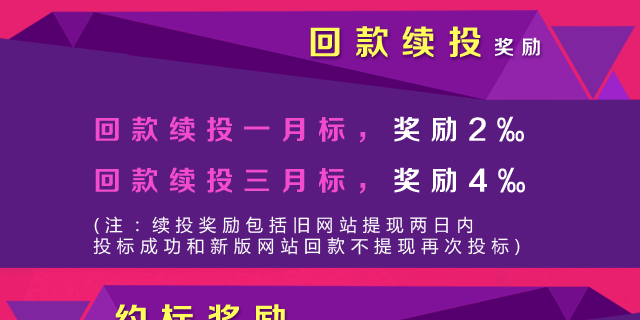 回款续投奖励
回款续投一月标，奖励2‰
回款续投三月标，奖励4‰
(注：续投奖励包括旧网站提现两日内
投标成功和新版网站回款不提现再次投标)
约标奖励